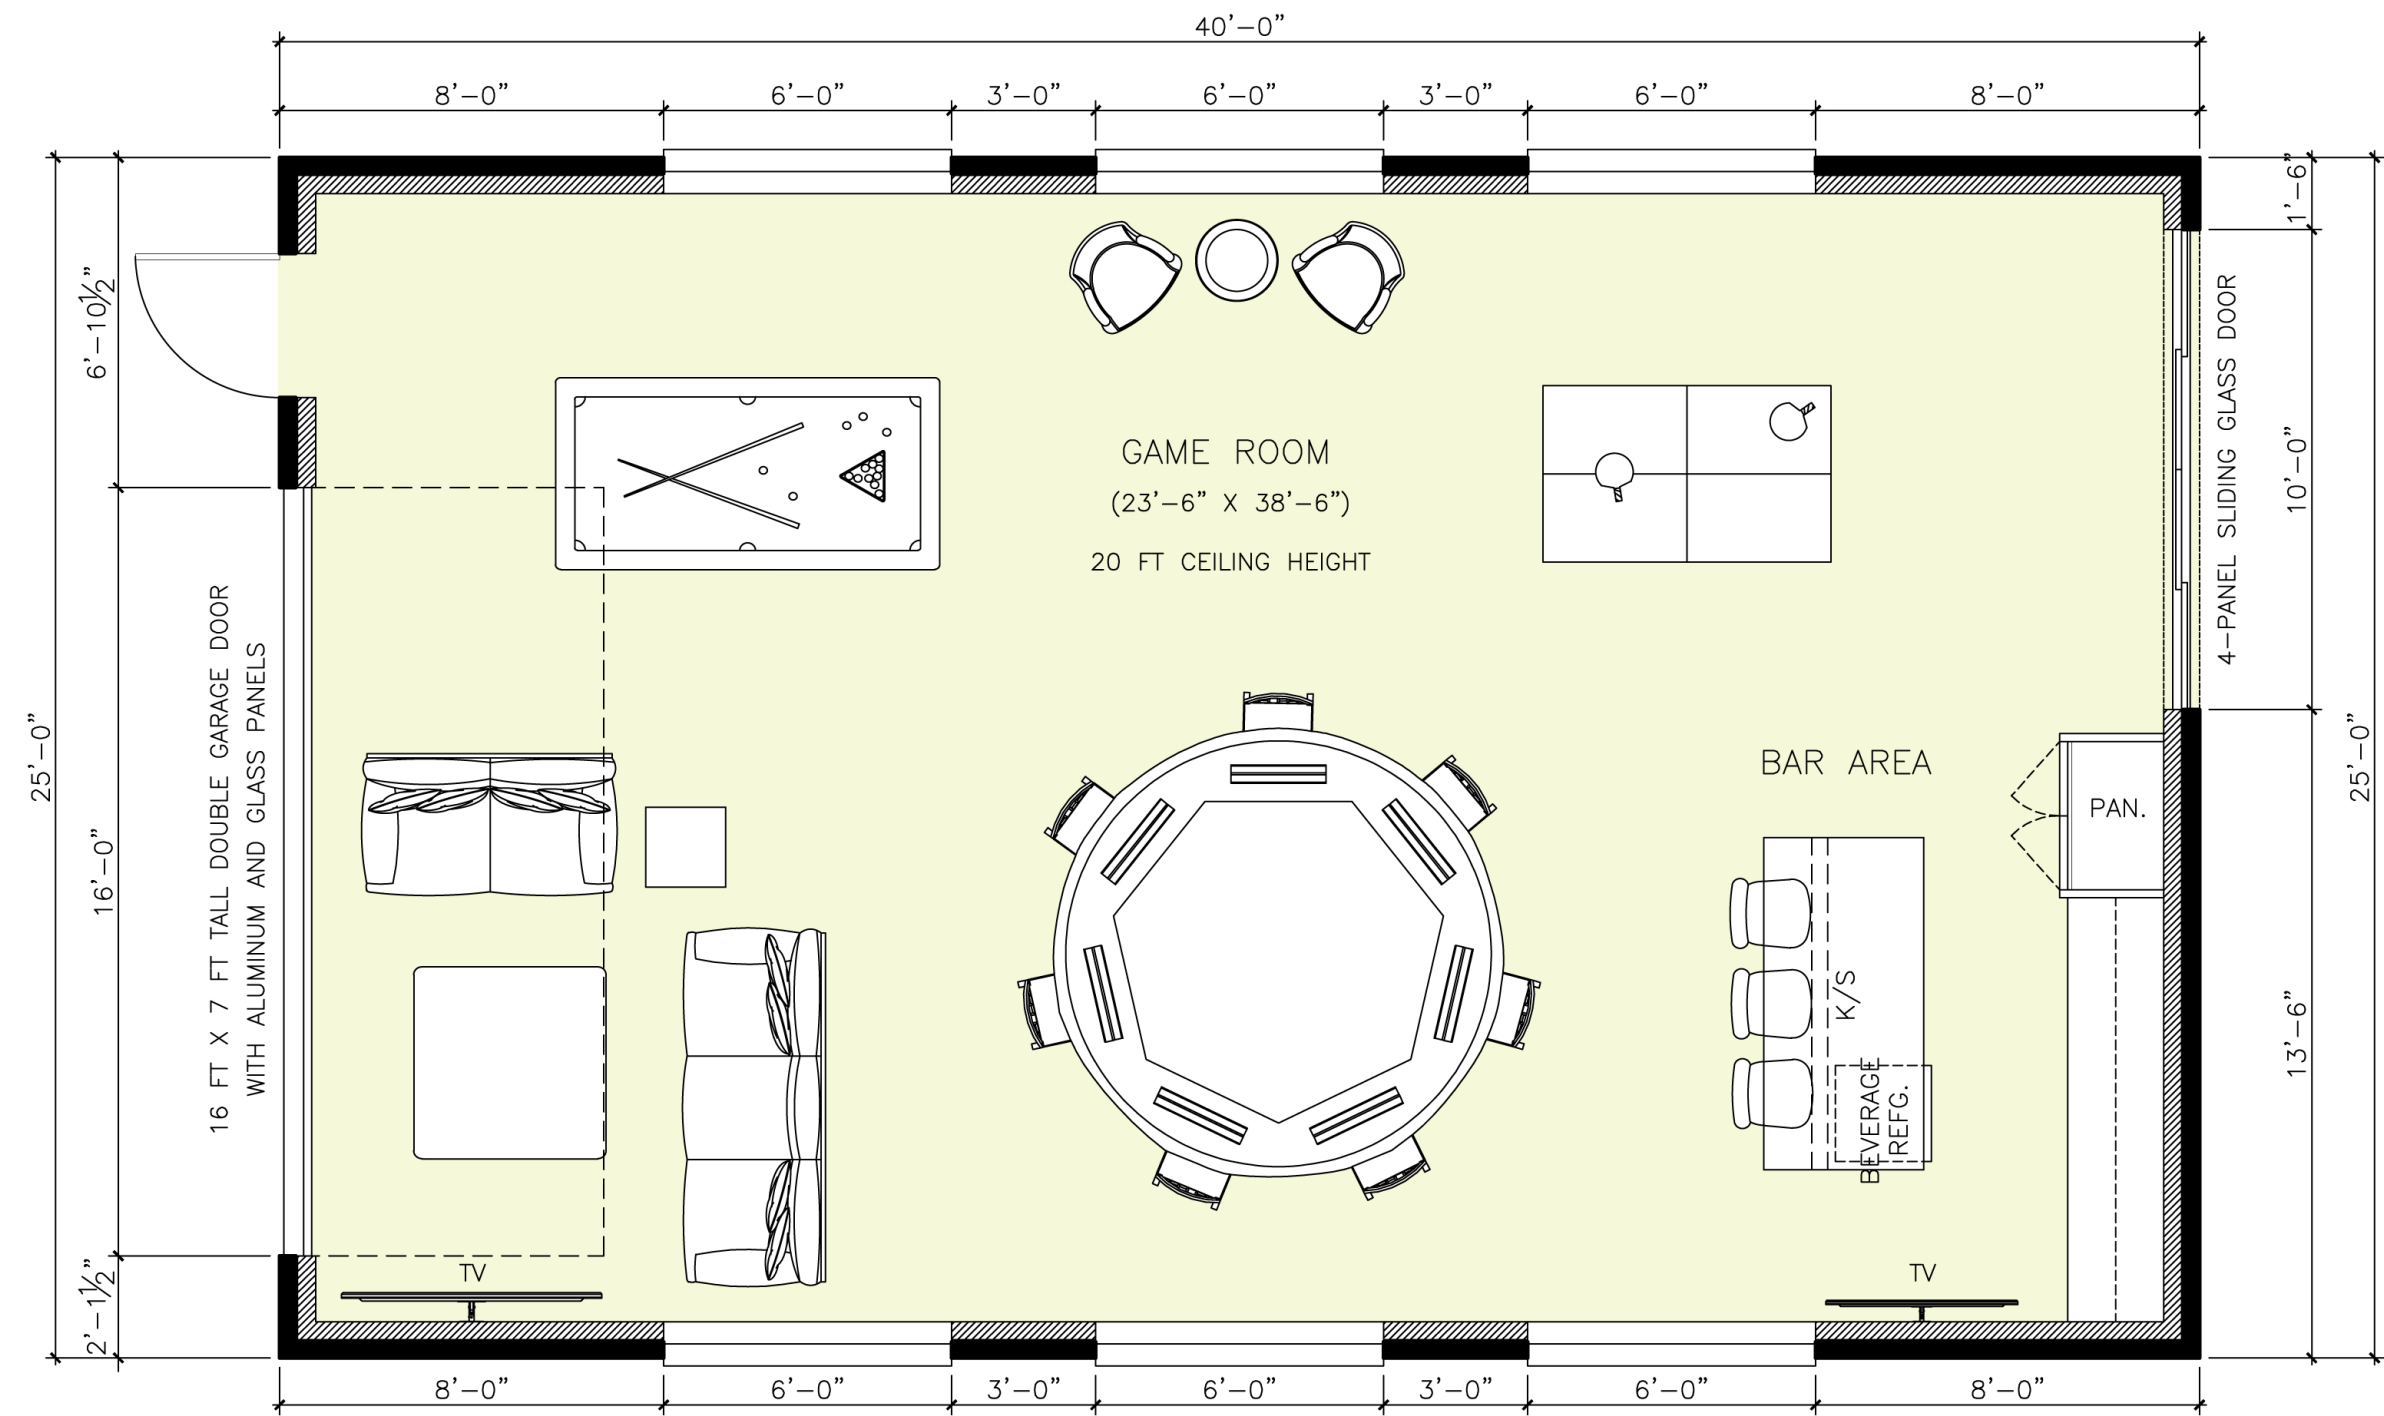 40'–0"
8'–0"
6'–0"
3'–0"
6'–0"
3'–0"
6'–0"
8'–0"
25'–0"
6'–10½"
16'–0"
2'–1½"
16 FT X 7 FT TALL DOUBLE GARAGE DOOR
WITH ALUMINUM AND GLASS PANELS
GAME ROOM
(23'–6" X 38'–6")
20 FT CEILING HEIGHT
BAR AREA
PAN.
K/S
BEVERAGE
REFG.
TV
TV
4–PANEL SLIDING GLASS DOOR
1'–6"
10'–0"
13'–6"
25'–0"
8'–0"
6'–0"
3'–0"
6'–0"
3'–0"
6'–0"
8'–0"